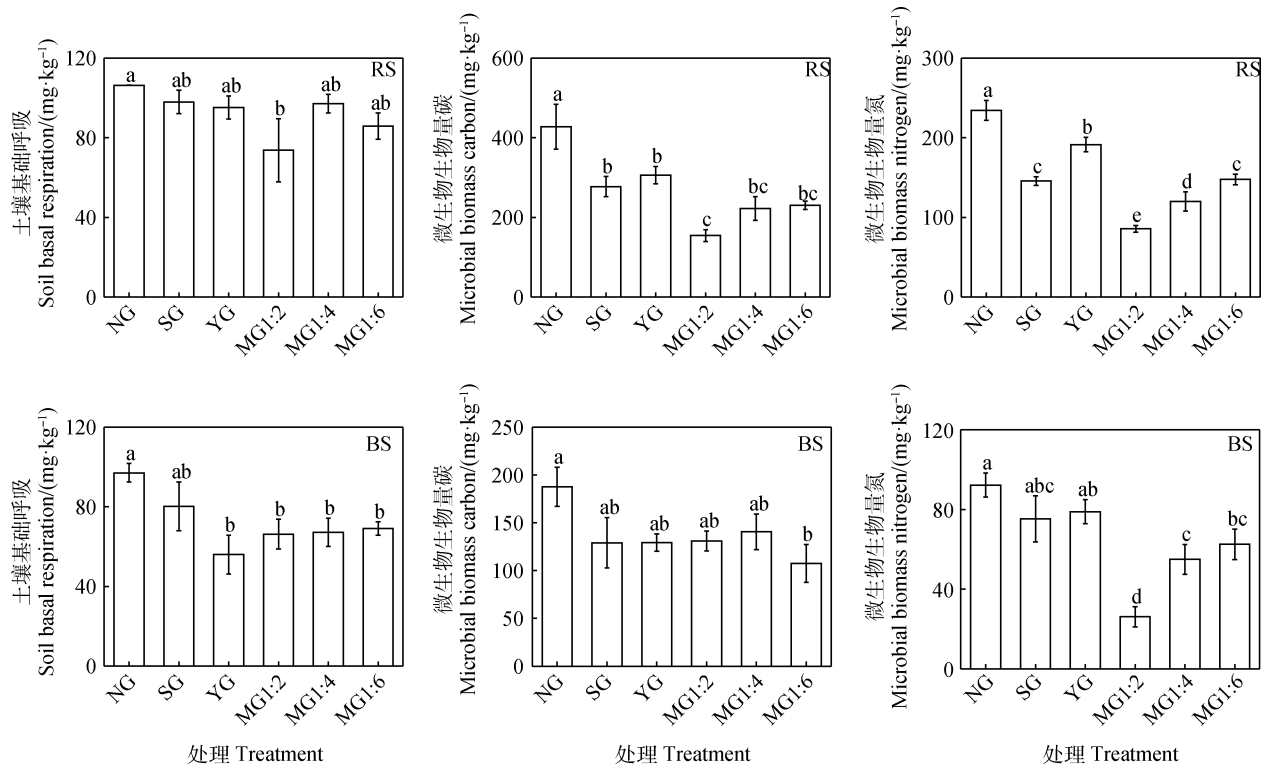 土壤基础呼吸
Soil basal respiration/(mg·kg⁻¹)
120
80
40
0
RS
a
ab
ab
b
ab
ab
NG
SG
YG
MG1:2
MG1:4
MG1:6
微生物生物量碳
Microbial biomass carbon/(mg·kg⁻¹)
600
400
200
0
RS
a
b
b
c
bc
bc
NG
SG
YG
MG1:2
MG1:4
MG1:6
微生物生物量氮
Microbial biomass nitrogen/(mg·kg⁻¹)
300
200
100
0
RS
a
c
b
e
d
c
NG
SG
YG
MG1:2
MG1:4
MG1:6
土壤基础呼吸
Soil basal respiration/(mg·kg⁻¹)
120
80
40
0
BS
a
ab
b
b
b
b
NG
SG
YG
MG1:2
MG1:4
MG1:6
处理 Treatment
微生物生物量碳
Microbial biomass carbon/(mg·kg⁻¹)
250
200
150
100
50
0
BS
a
ab
ab
ab
ab
b
NG
SG
YG
MG1:2
MG1:4
MG1:6
处理 Treatment
微生物生物量氮
Microbial biomass nitrogen/(mg·kg⁻¹)
120
80
40
0
BS
a
abc
ab
d
c
bc
NG
SG
YG
MG1:2
MG1:4
MG1:6
处理 Treatment